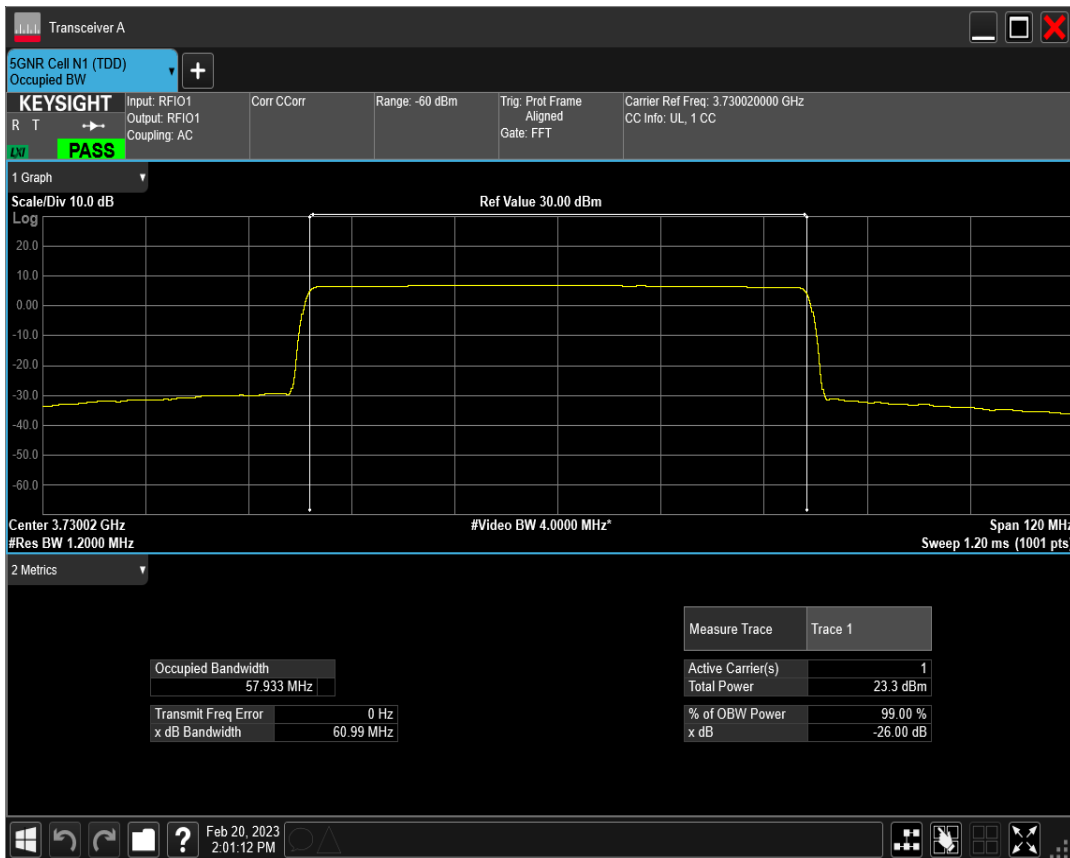 Transceiver A
5GNR Cell N1 (TDD)
Occupied BW
KEYSIGHT
R T
LXI
PASS
Input: RFIO1
Output: RFIO1
Coupling: AC
Corr CCorr
Range: -60 dBm
Trig: Prot Frame
Aligned
Gate: FFT
Carrier Ref Freq: 3.730020000 GHz
CC Info: UL, 1 CC
1 Graph
Scale/Div 10.0 dB
Ref Value 30.00 dBm
Log
20.0
10.0
0.00
-10.0
-20.0
-30.0
-40.0
-50.0
-60.0
Center 3.73002 GHz
#Video BW 4.0000 MHz*
Span 120 MHz
#Res BW 1.2000 MHz
Sweep 1.20 ms (1001 pts)
2 Metrics
Measure Trace Trace 1
Occupied Bandwidth
57.933 MHz
Active Carrier(s) 1
Total Power 23.3 dBm
Transmit Freq Error 0 Hz
x dB Bandwidth 60.99 MHz
% of OBW Power 99.00 %
x dB -26.00 dB
Feb 20, 2023
2:01:12 PM